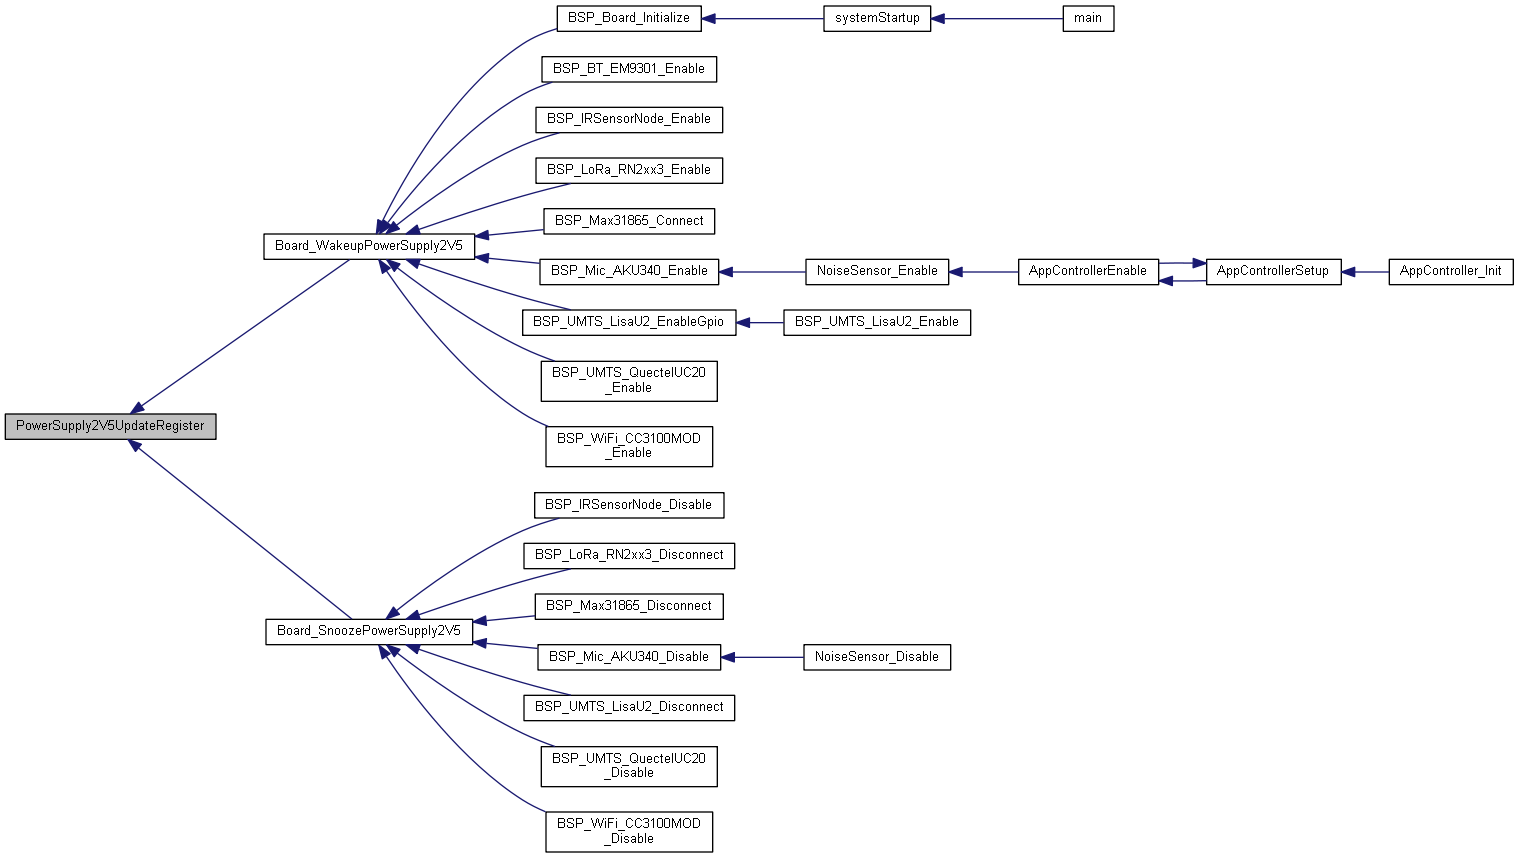 BSP_Board_Initialize
systemStartup
main
BSP_BT_EM9301_Enable
BSP_IRSensorNode_Enable
BSP_LoRa_RN2xx3_Enable
BSP_Max31865_Connect
Board_WakeupPowerSupply2V5
BSP_Mic_AKU340_Enable
NoiseSensor_Enable
AppControllerEnable
AppControllerSetup
AppController_Init
BSP_UMTS_LisaU2_EnableGpio
BSP_UMTS_LisaU2_Enable
BSP_UMTS_QuectelUC20
_Enable
PowerSupply2V5UpdateRegister
BSP_WiFi_CC3100MOD
_Enable
BSP_IRSensorNode_Disable
BSP_LoRa_RN2xx3_Disconnect
BSP_Max31865_Disconnect
Board_SnoozePowerSupply2V5
BSP_Mic_AKU340_Disable
NoiseSensor_Disable
BSP_UMTS_LisaU2_Disconnect
BSP_UMTS_QuectelUC20
_Disable
BSP_WiFi_CC3100MOD
_Disable